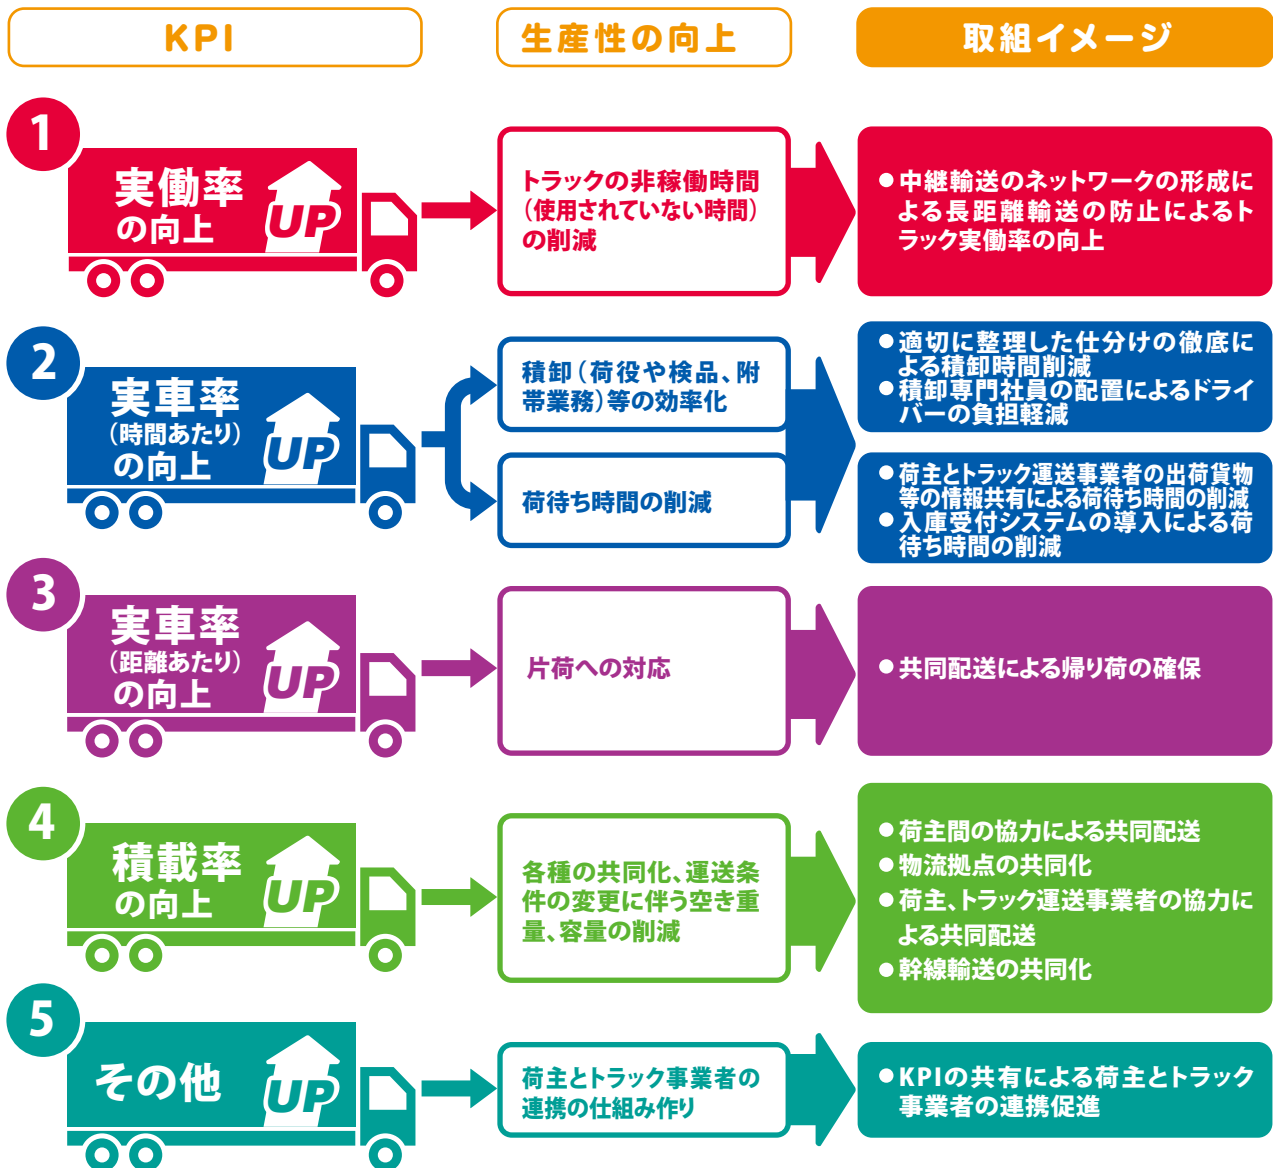 KPI
生産性の向上
取組イメージ
1
実働率
の向上
UP
トラックの非稼働時間
（使用されていない時間）
の削減
●中継輸送のネットワークの形成に
よる長距離輸送の防止によるト
ラック実働率の向上
2
実車率
（時間あたり）
の向上
UP
積卸（荷役や検品、附
帯業務）等の効率化
荷待ち時間の削減
●適切に整理した仕分けの徹底に
よる積卸時間削減
●積卸専門社員の配置によるドライ
バーの負担軽減
●荷主とトラック運送事業者の出荷貨物
等の情報共有による荷待ち時間の削減
●入庫受付システムの導入による荷
待ち時間の削減
3
実車率
（距離あたり）
の向上
UP
片荷への対応
●共同配送による帰り荷の確保
4
積載率
の向上
UP
各種の共同化、運送条
件の変更に伴う空き重
量、容量の削減
●荷主間の協力による共同配送
●物流拠点の共同化
●荷主、トラック運送事業者の協力に
よる共同配送
●幹線輸送の共同化
5
その他
UP
荷主とトラック事業者の
連携の仕組み作り
●KPIの共有による荷主とトラック
事業者の連携促進